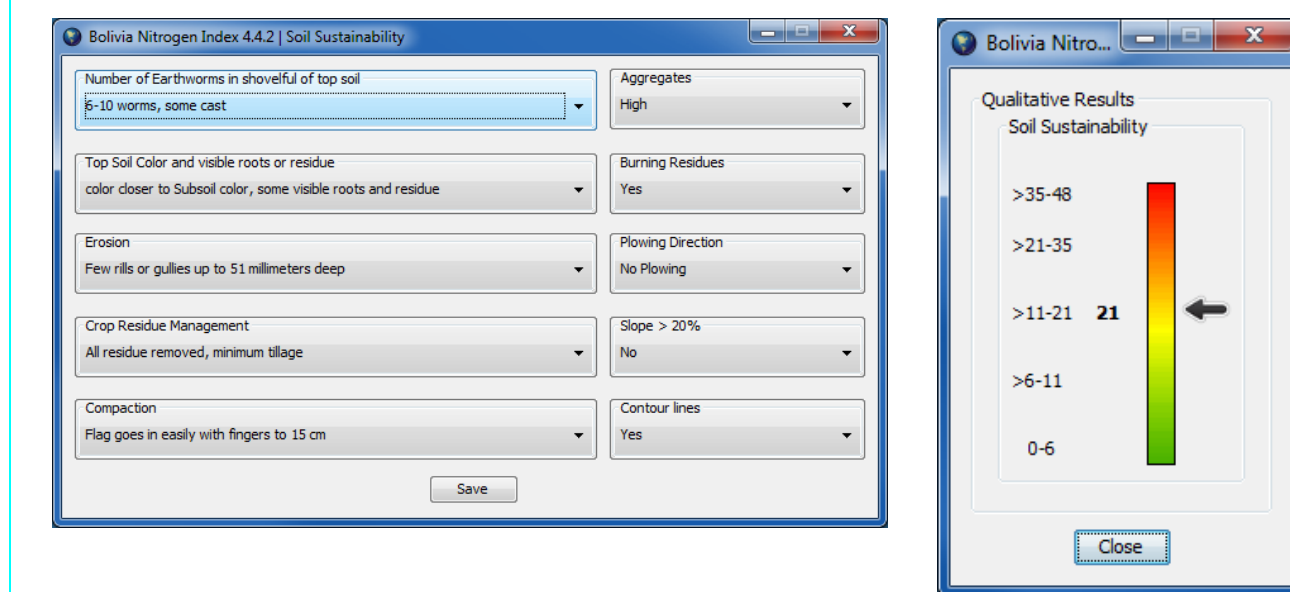 Bolivia Nitrogen Index 4.4.2 | Soil Sustainability
Number of Earthworms in shovelful of top soil
6-10 worms, some cast
Aggregates
High
Top Soil Color and visible roots or residue
color closer to Subsoil color, some visible roots and residue
Burning Residues
Yes
Erosion
Few rills or gullies up to 51 millimeters deep
Plowing Direction
No Plowing
Crop Residue Management
All residue removed, minimum tillage
Slope > 20%
No
Compaction
Flag goes in easily with fingers to 15 cm
Contour lines
Yes
Save
Bolivia Nitro...
Qualitative Results
Soil Sustainability
>35-48
>21-35
>11-21 21
>6-11
0-6
Close